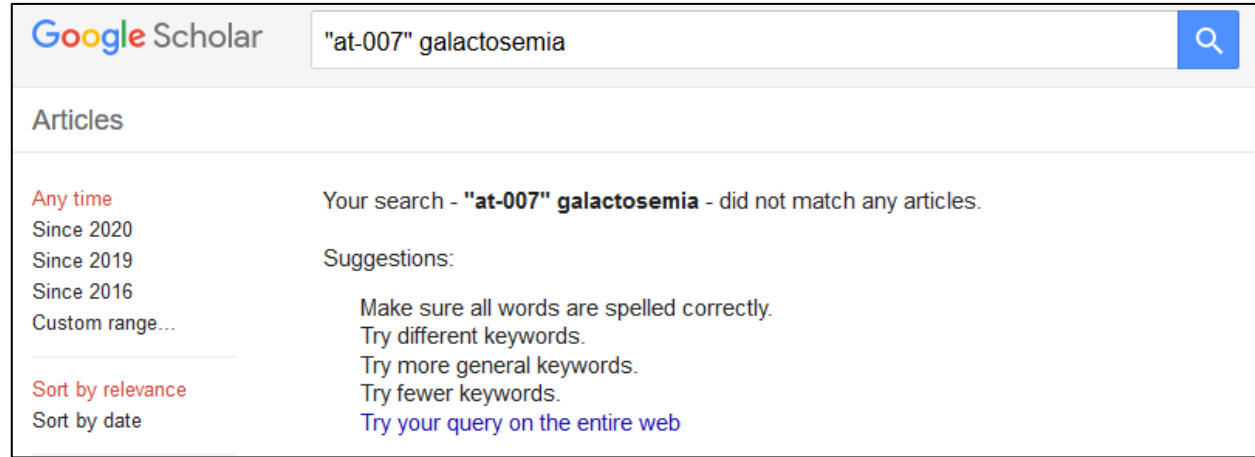 Google Scholar
"at-007" galactosemia
Articles
Any time
Since 2020
Since 2019
Since 2016
Custom range...
Sort by relevance
Sort by date
Your search - "at-007" galactosemia - did not match any articles.
Suggestions:
Make sure all words are spelled correctly.
Try different keywords.
Try more general keywords.
Try fewer keywords.
Try your query on the entire web